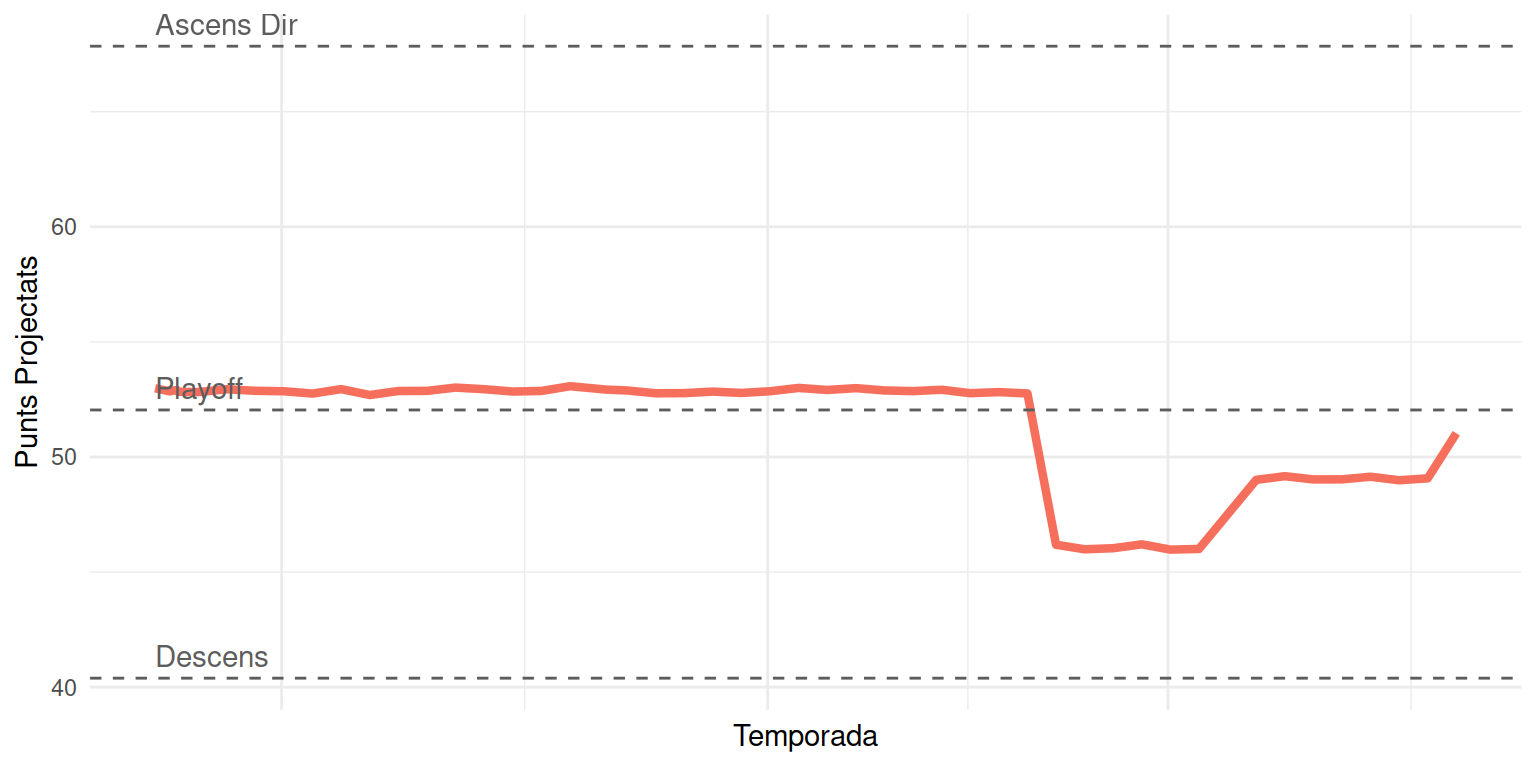 Ascens Dir
60
Playoff
50
Descens
40
Punts Projectats
Temporada